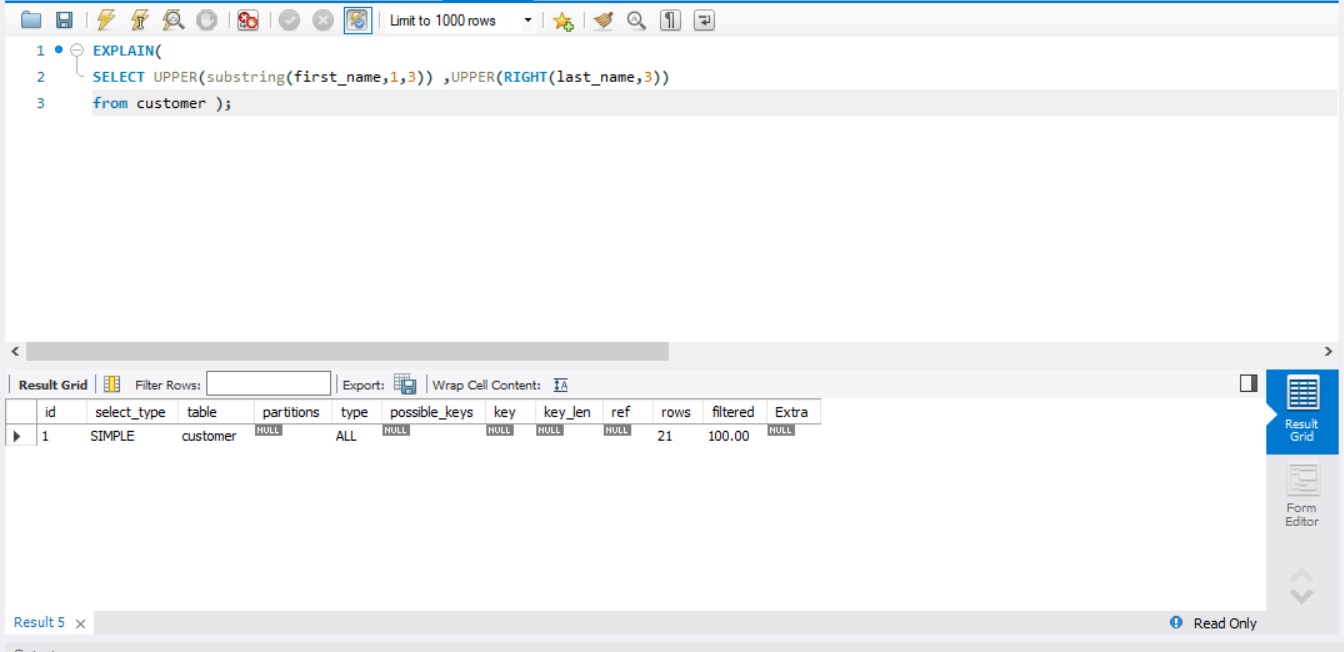 Limit to 1000 rows
1 EXPLAIN(
2 SELECT UPPER(substring(first_name,1,3)) ,UPPER(RIGHT(last_name,3))
3 from customer );
Result Grid Filter Rows: Export: Wrap Cell Content: IA
id select_type table partitions type possible_keys key key_len ref rows filtered Extra
1 SIMPLE customer NULL ALL NULL NULL NULL NULL 21 100.00 NULL
Result
Grid
Form
Editor
Result 5 Read Only